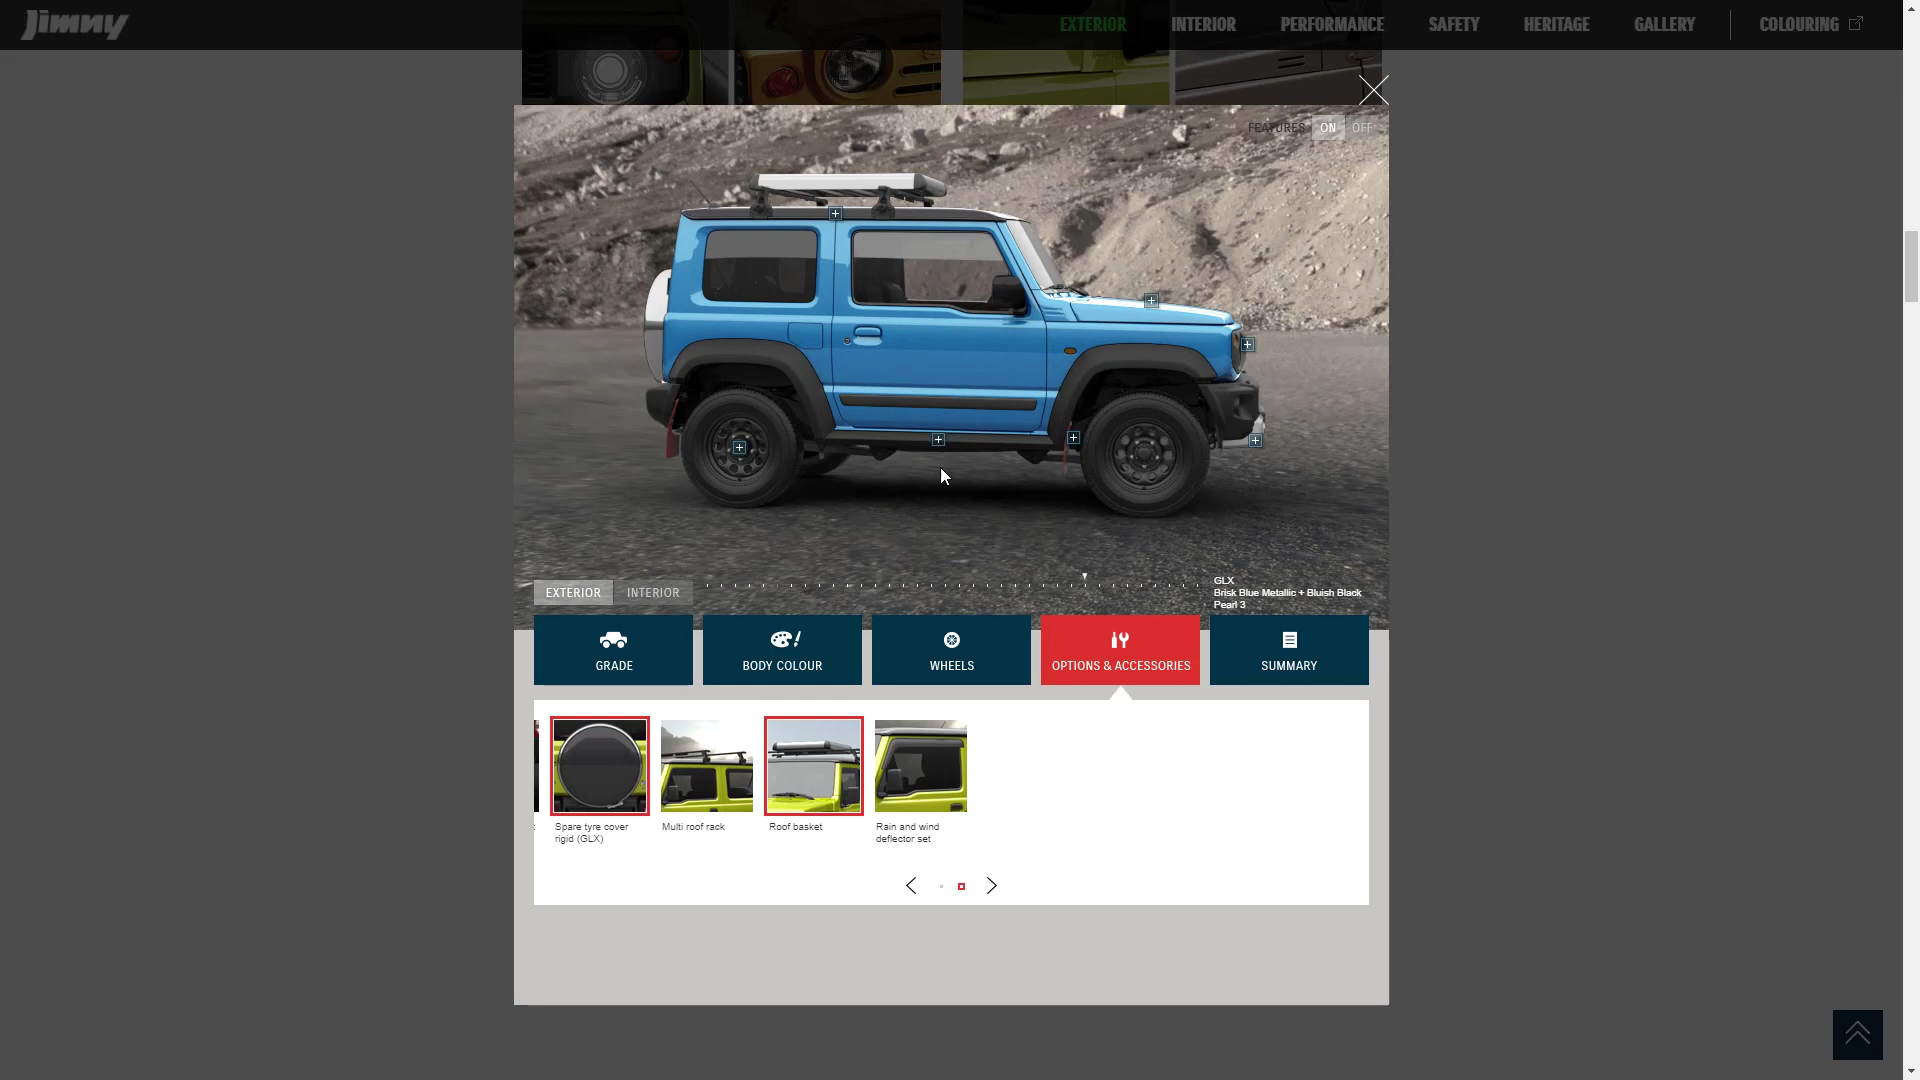 Jimny
EXTERIOR
INTERIOR
PERFORMANCE
SAFETY
HERITAGE
GALLERY
COLOURING
FEATURES ON OFF
EXTERIOR
INTERIOR
GLX
Brisk Blue Metallic + Bluish Black
Pearl 3
GRADE
BODY COLOUR
WHEELS
OPTIONS & ACCESSORIES
SUMMARY
Spare tyre cover
rigid (GLX)
Multi roof rack
Roof basket
Rain and wind
deflector set